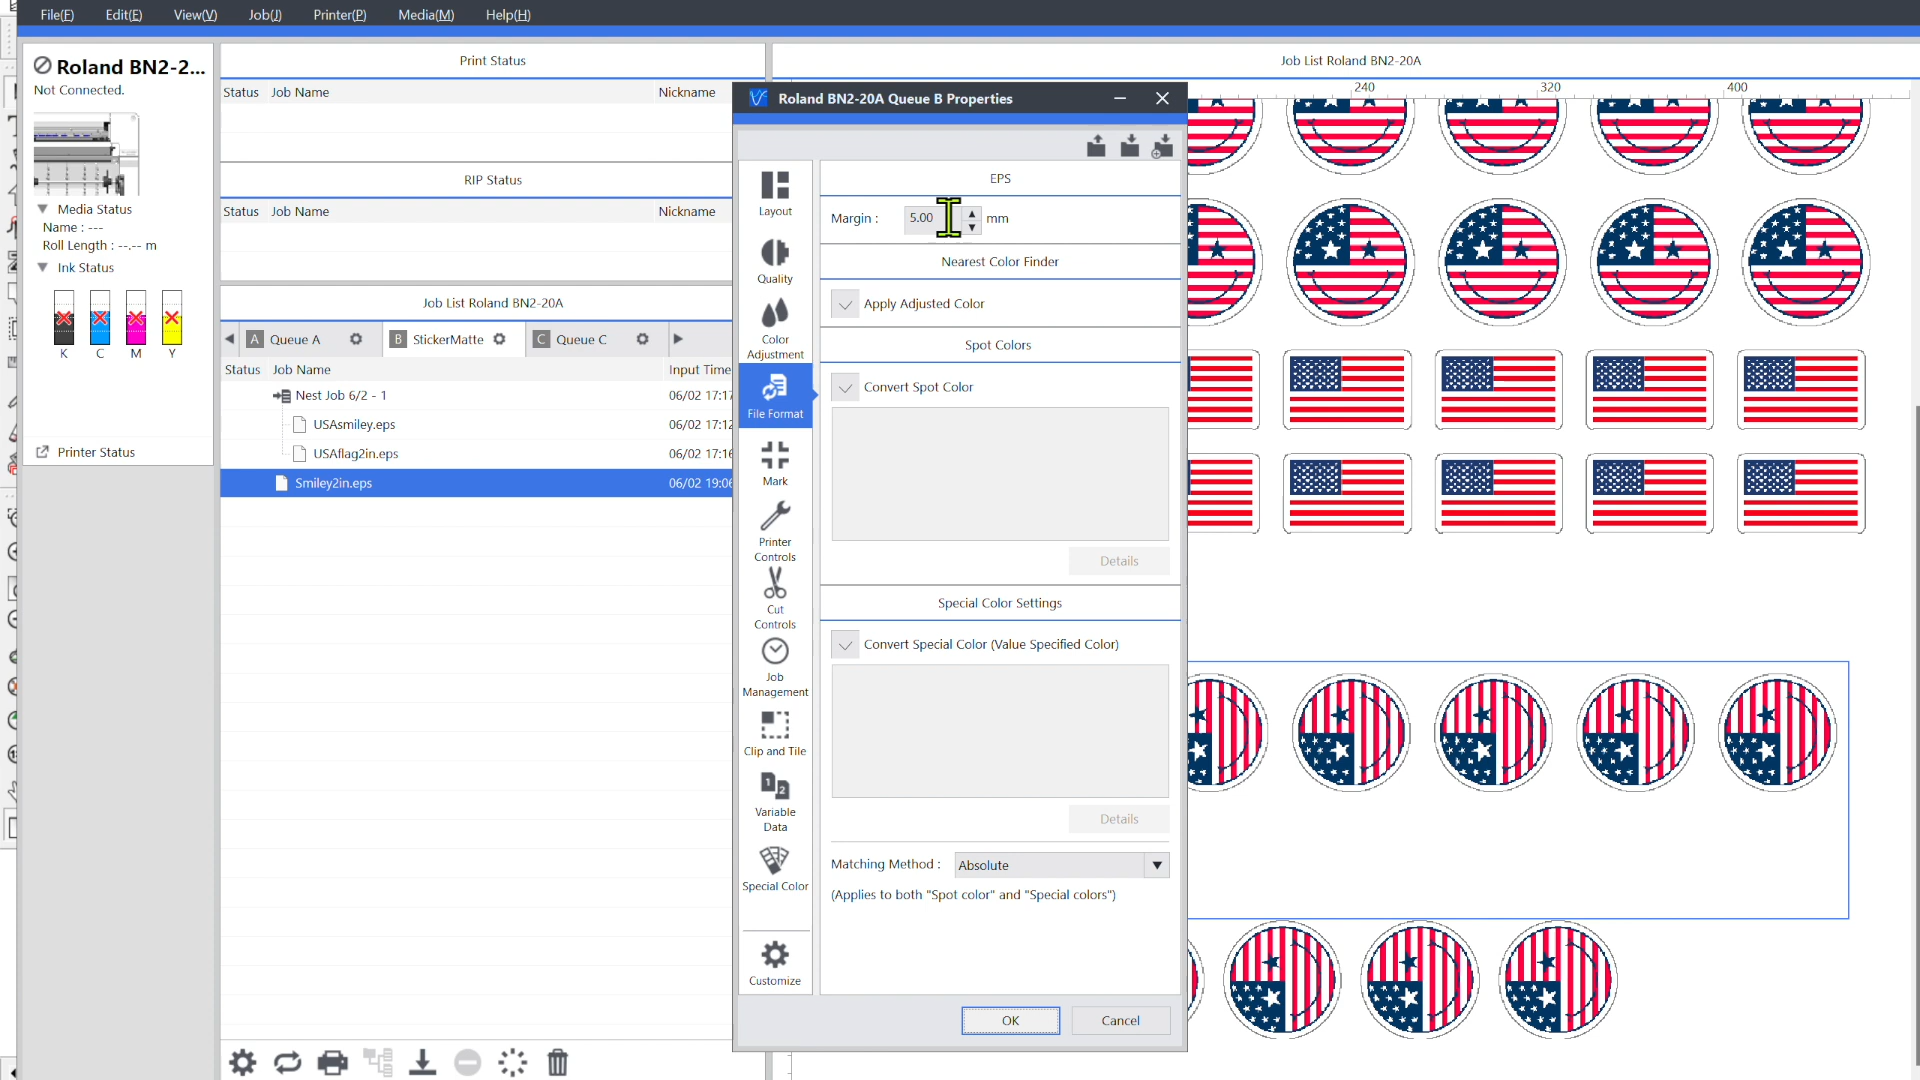 File(F) Edit(E) View(V) Job(J) Printer(P) Media(M) Help(H)
Roland BN2-2...
Not Connected.
Media Status
Name : ---
Roll Length : --.-- m
Ink Status
K C M Y
Printer Status
Print Status
Status Job Name Nickname
RIP Status
Status Job Name Nickname
Job List Roland BN2-20A
A Queue A B StickerMatte C Queue C
Status Job Name Input Time
Nest Job 6/2 - 1 06/02 17:17
USAsmiley.eps 06/02 17:12
USAflag2in.eps 06/02 17:16
Smiley2in.eps 06/02 19:06
Roland BN2-20A Queue B Properties
Layout
Quality
Color
Adjustment
File Format
Mark
Printer
Controls
Cut
Controls
Job
Management
Clip and Tile
1 2
Variable
Data
Special Color
Customize
EPS
Margin : 5.00 mm
Nearest Color Finder
Apply Adjusted Color
Spot Colors
Convert Spot Color
Details
Special Color Settings
Convert Special Color (Value Specified Color)
Details
Matching Method : Absolute
(Applies to both "Spot color" and "Special colors")
OK Cancel
Job List Roland BN2-20A
240 320 400